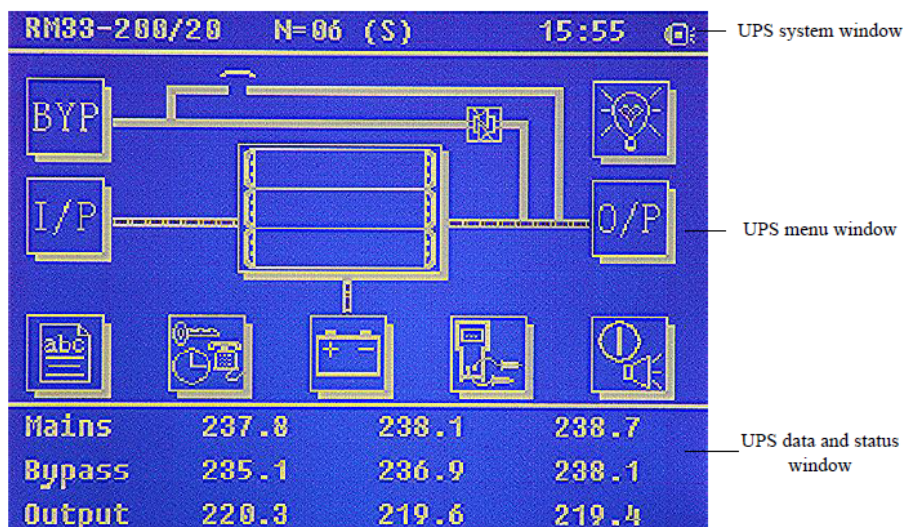 RM33-200/20 N=06 (S) 15:55
UPS system window
BYP
I/P
O/P
UPS menu window
abc
+ -
Mains 237.8 238.1 238.7
Bypass 235.1 236.9 238.1
Output 220.3 219.6 219.4
UPS data and status
window